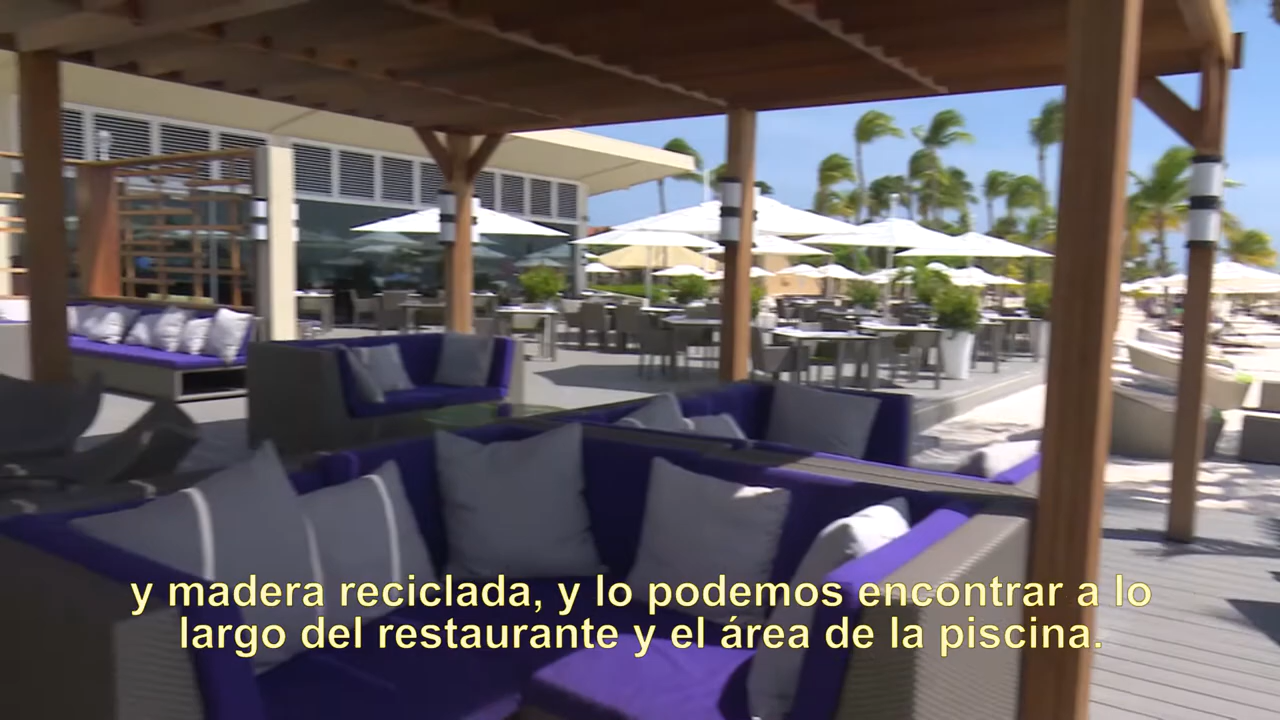 y madera reciclada, y lo podemos encontrar a lo
largo del restaurante y el área de la piscina.